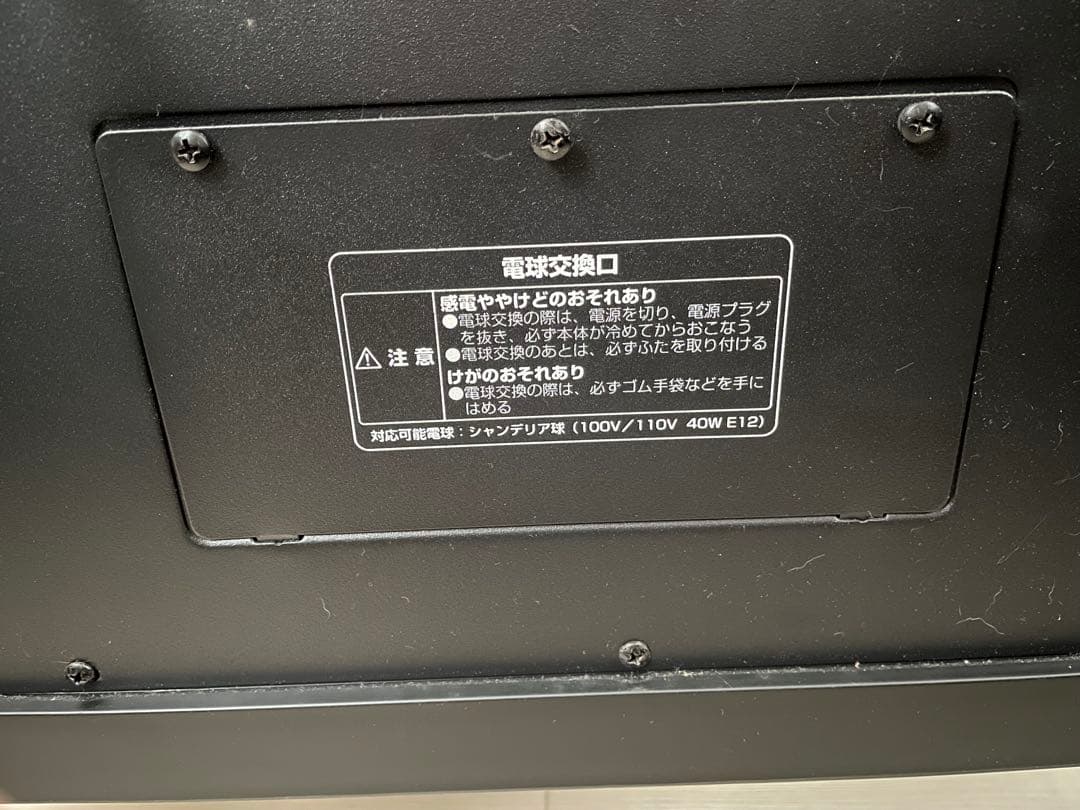 電球交換口
感電ややけどのおそれあり
●電球交換の際は、電源を切り、電源プラグ
を抜き、必ず本体が冷めてからおこなう
⚠注意
●電球交換のあとは、必ずふたを取り付ける
けがのおそれあり
●電球交換の際は、必ずゴム手袋などを手に
はめる
対応可能電球：シャンデリア球（100V／110V 40W E12）